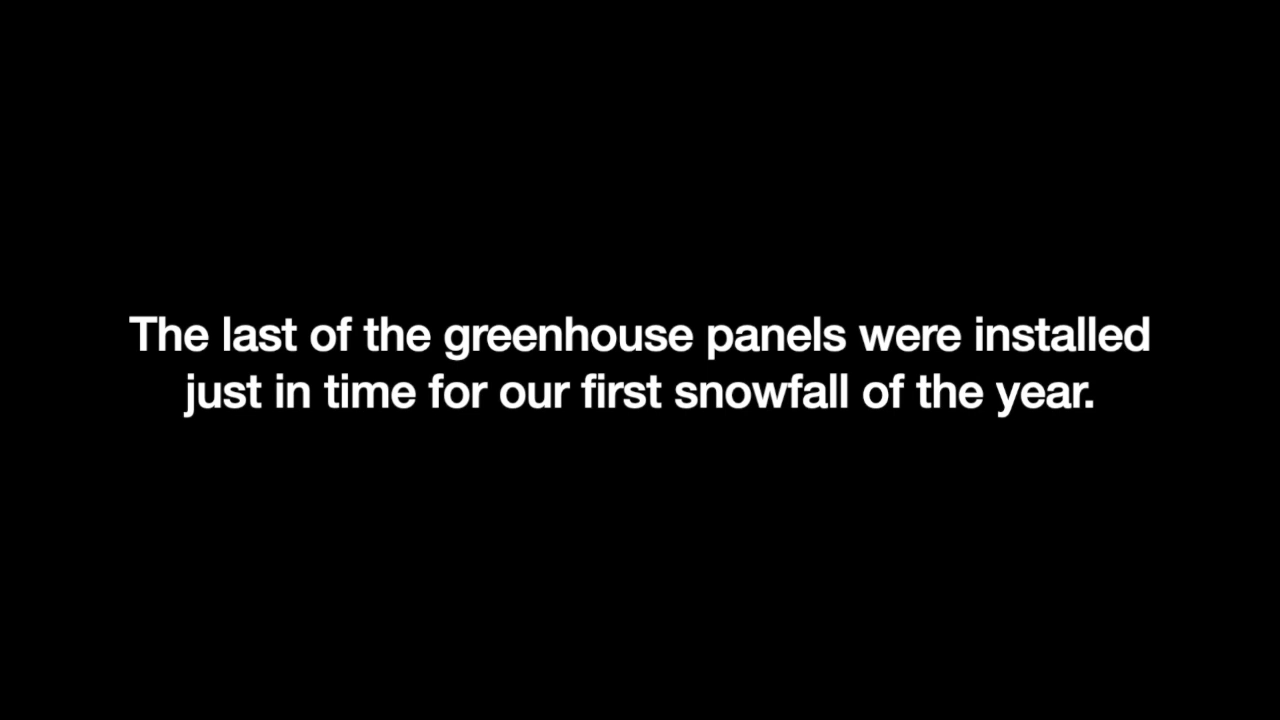 The last of the greenhouse panels were installed
just in time for our first snowfall of the year.